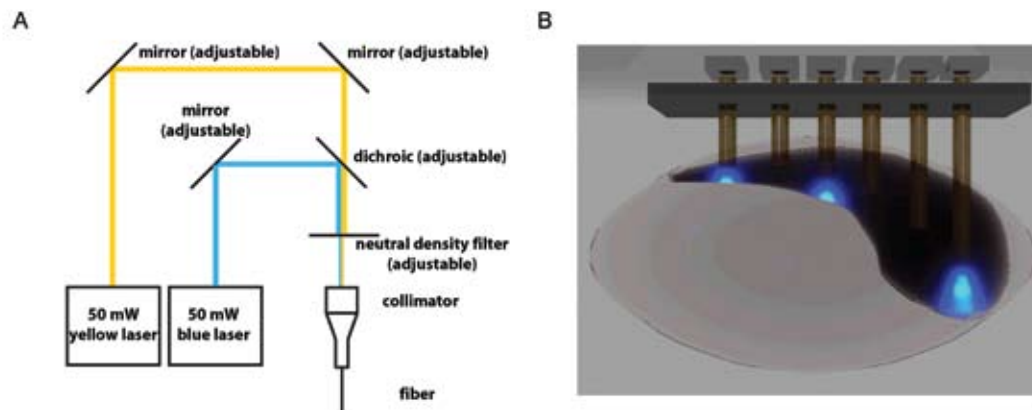 A
mirror (adjustable)
mirror (adjustable)
mirror
(adjustable)
dichroic (adjustable)
neutral density filter
(adjustable)
50 mW
yellow laser
50 mW
blue laser
collimator
fiber
B